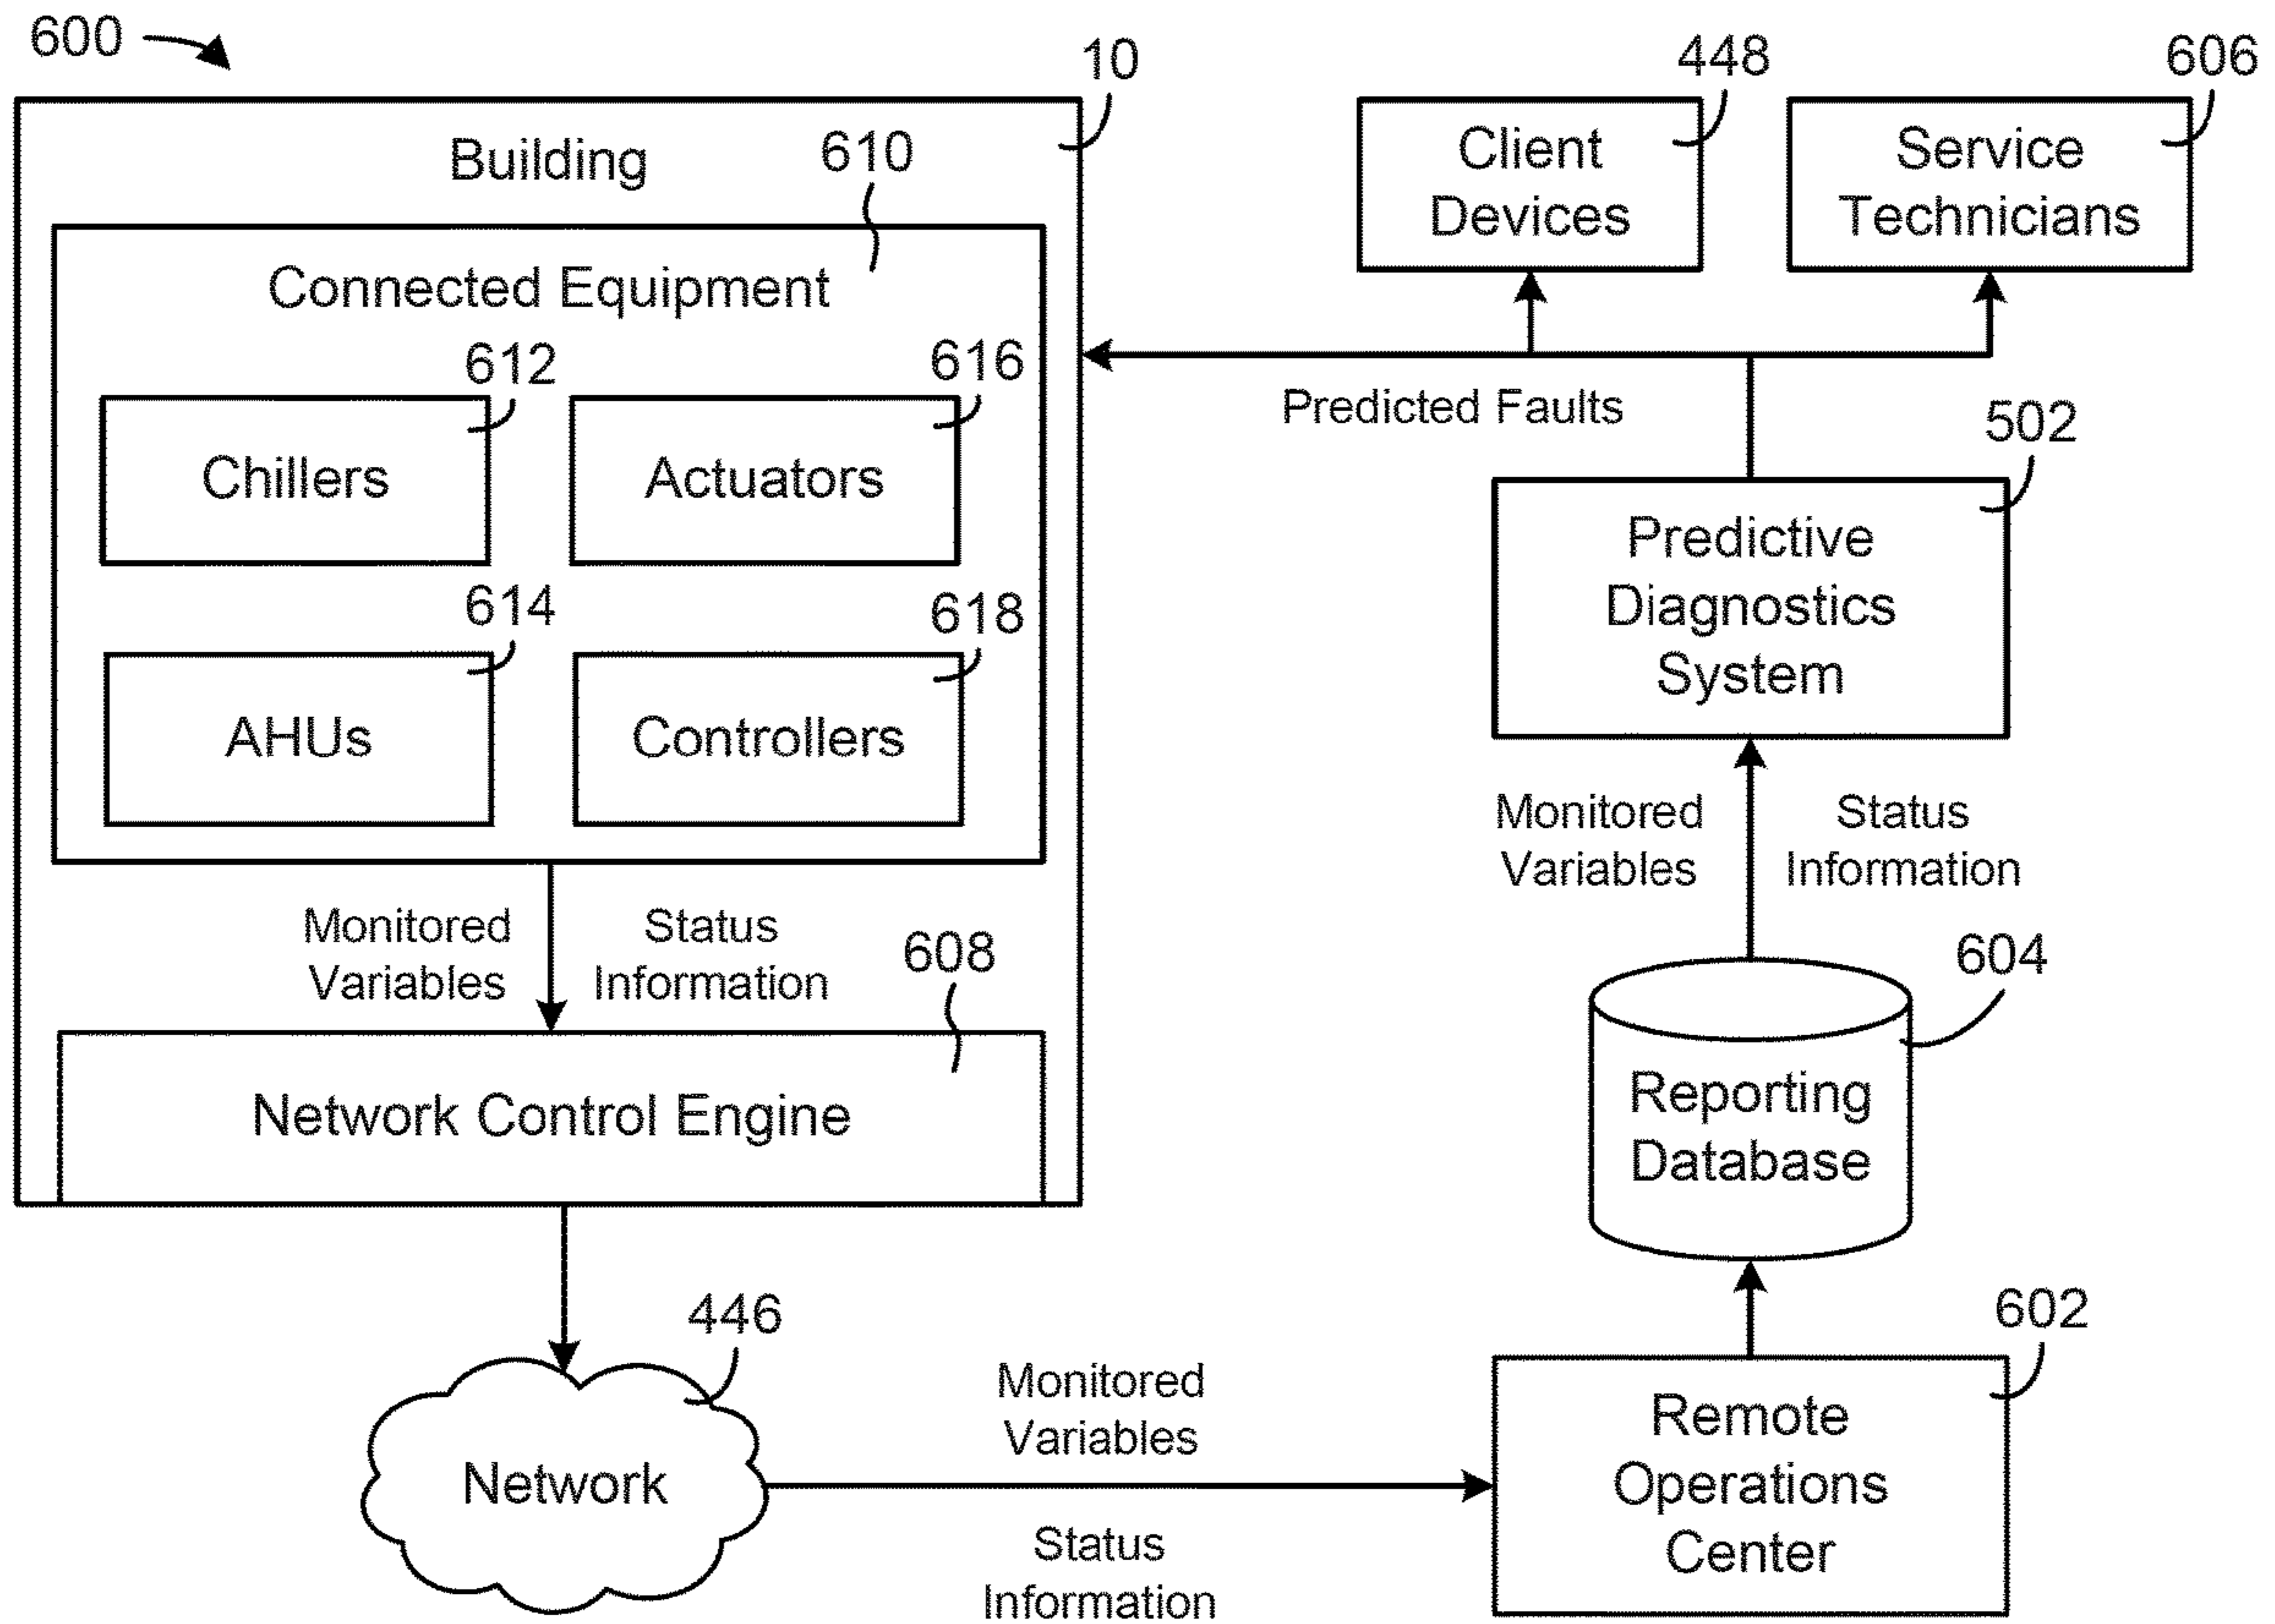 600
10
Building
610
Connected Equipment
612
616
Chillers
Actuators
614
618
AHUs
Controllers
Monitored
Variables
Status
Information
608
Network Control Engine
446
Network
Monitored
Variables
Status
Information
448
606
Client
Devices
Service
Technicians
Predicted Faults
502
Predictive
Diagnostics
System
Monitored
Variables
Status
Information
604
Reporting
Database
602
Remote
Operations
Center